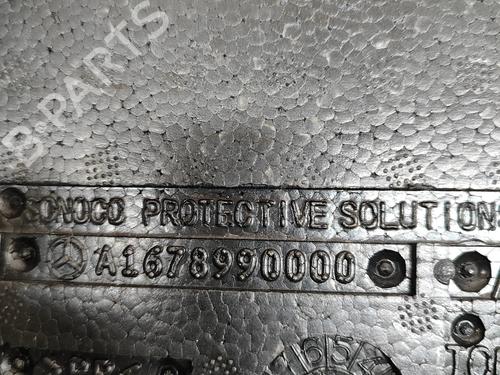 B-PARTS
SONOCO PROTECTIVE SOLUTIONS
A1678990000